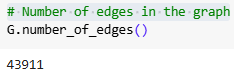 # Number of edges in the graph
G.number_of_edges()
43911